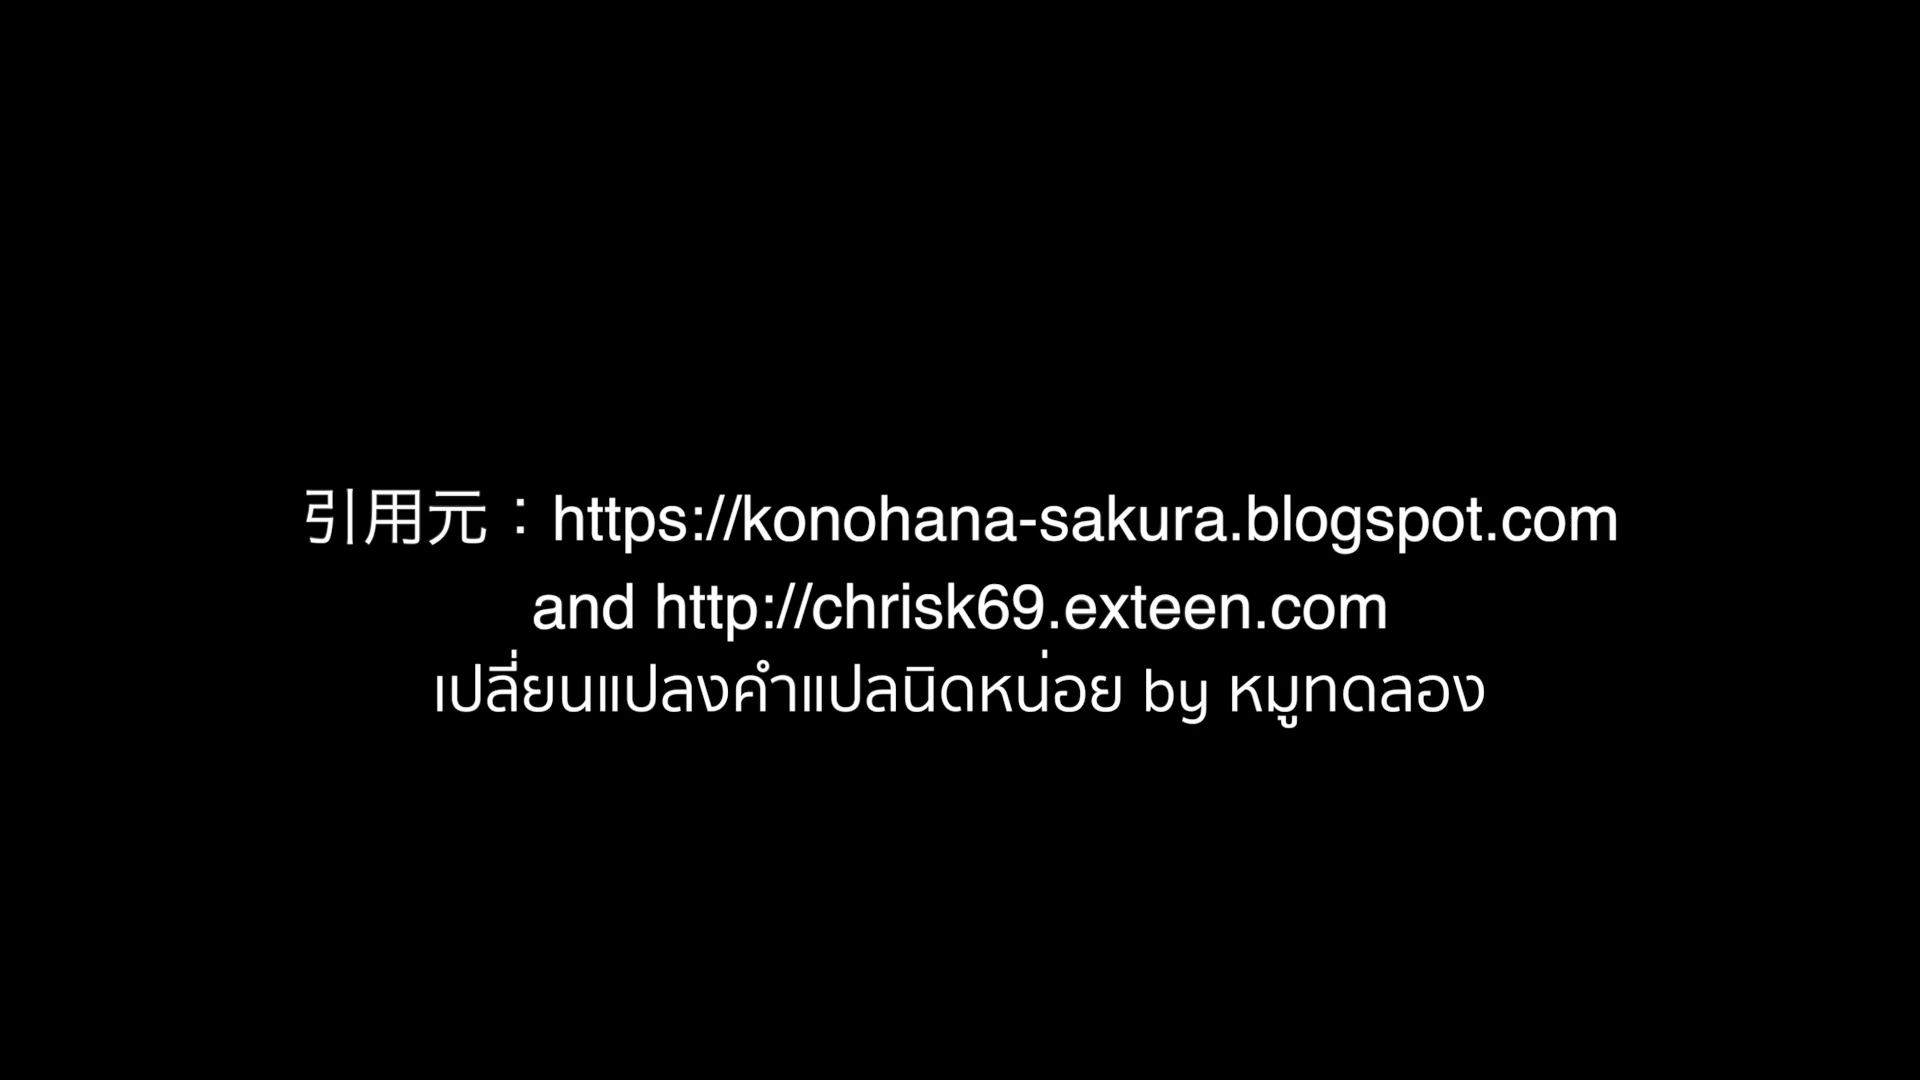 引用元：https://konohana-sakura.blogspot.com
and http://chrisk69.exteen.com
เปลี่ยนแปลงคำแปลนิดหน่อย by หมูทดลอง